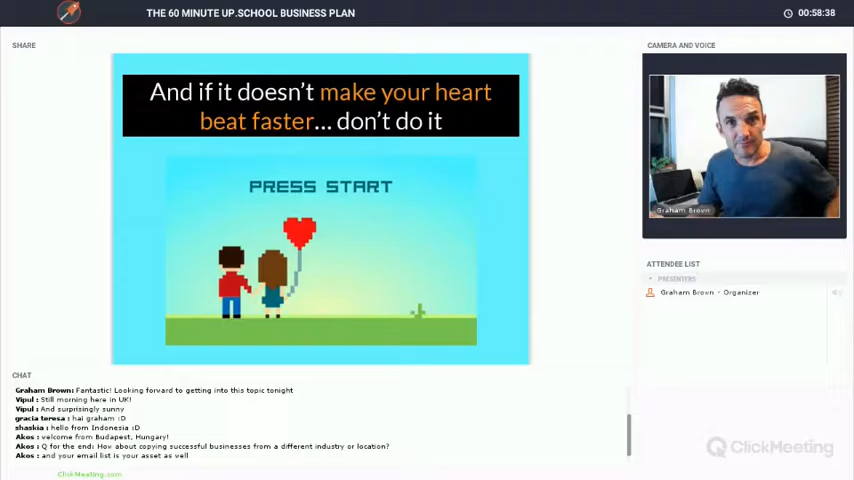 THE 60 MINUTE UP.SCHOOL BUSINESS PLAN
00:58:38
SHARE
CAMERA AND VOICE
And if it doesn't make your heart
beat faster... don't do it
PRESS START
Graham Brown
ATTENDEE LIST
PRESENTERS
Graham Brown - Organizer
CHAT
Graham Brown: Fantastic! Looking forward to getting into this topic tonight
Vipul : Still morning here in UK!
Vipul : And surprisingly sunny
gracia teresa : hai graham :D
shaskia : hello from Indonesia :D
Akos : welcome from Budapest, Hungary!
Akos : Q for the end: How about copying successful businesses from a different industry or location?
Akos : and your email list is your asset as well
ClickMeeting
ClickMeeting.com